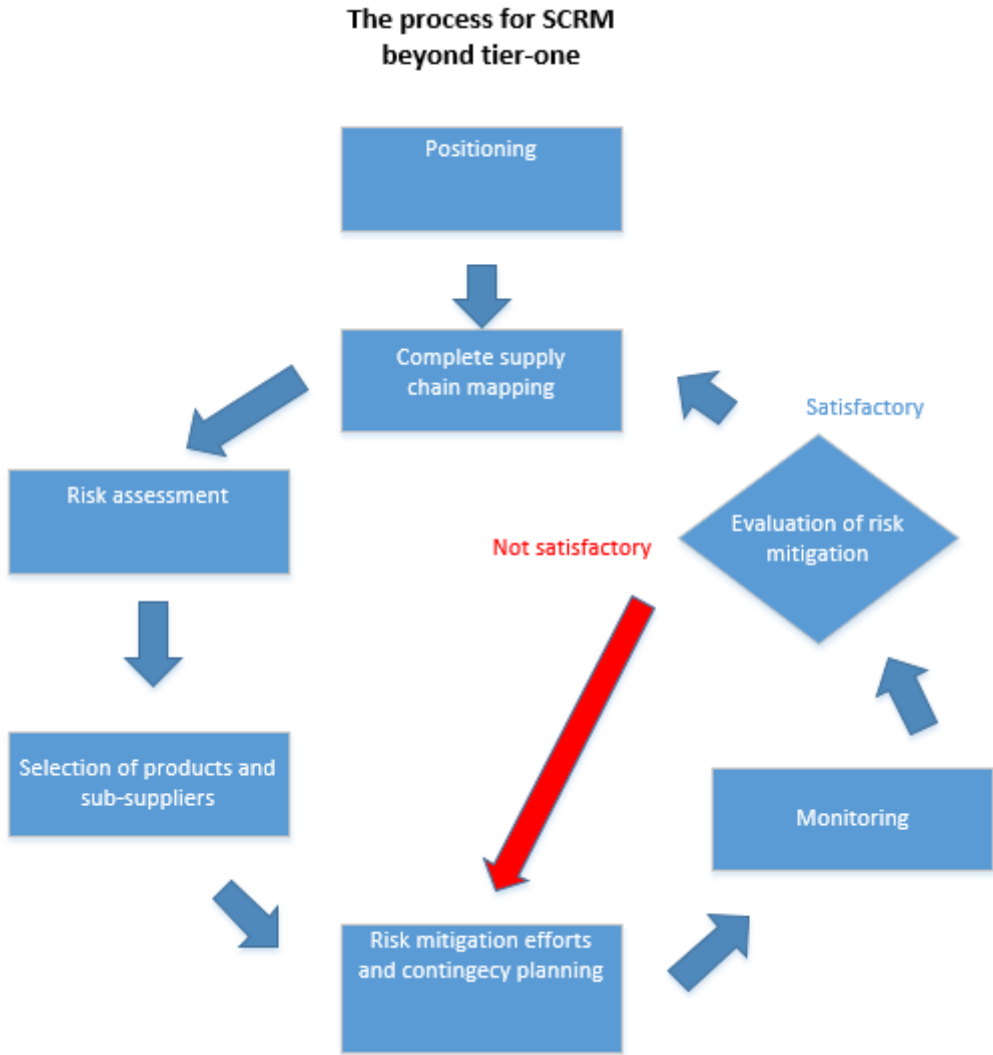 The process for SCRM
beyond tier-one
Positioning
Complete supply
chain mapping
Satisfactory
Risk assessment
Evaluation of risk
mitigation
Not satisfactory
Selection of products and
sub-suppliers
Monitoring
Risk mitigation efforts
and contingecy planning